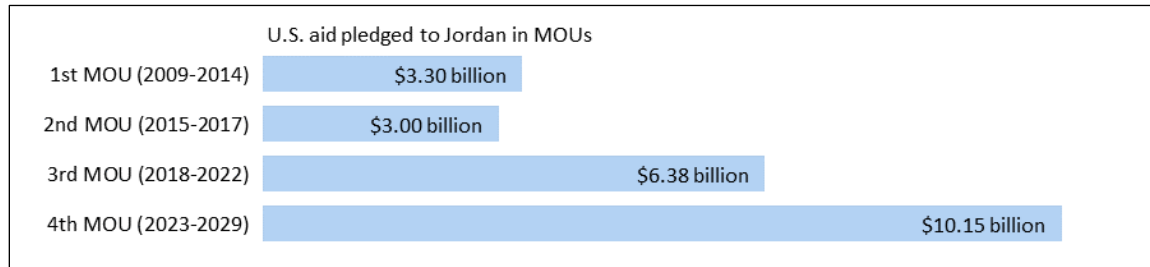 U.S. aid pledged to Jordan in MOUs
1st MOU (2009-2014) $3.30 billion
2nd MOU (2015-2017) $3.00 billion
3rd MOU (2018-2022) $6.38 billion
4th MOU (2023-2029) $10.15 billion